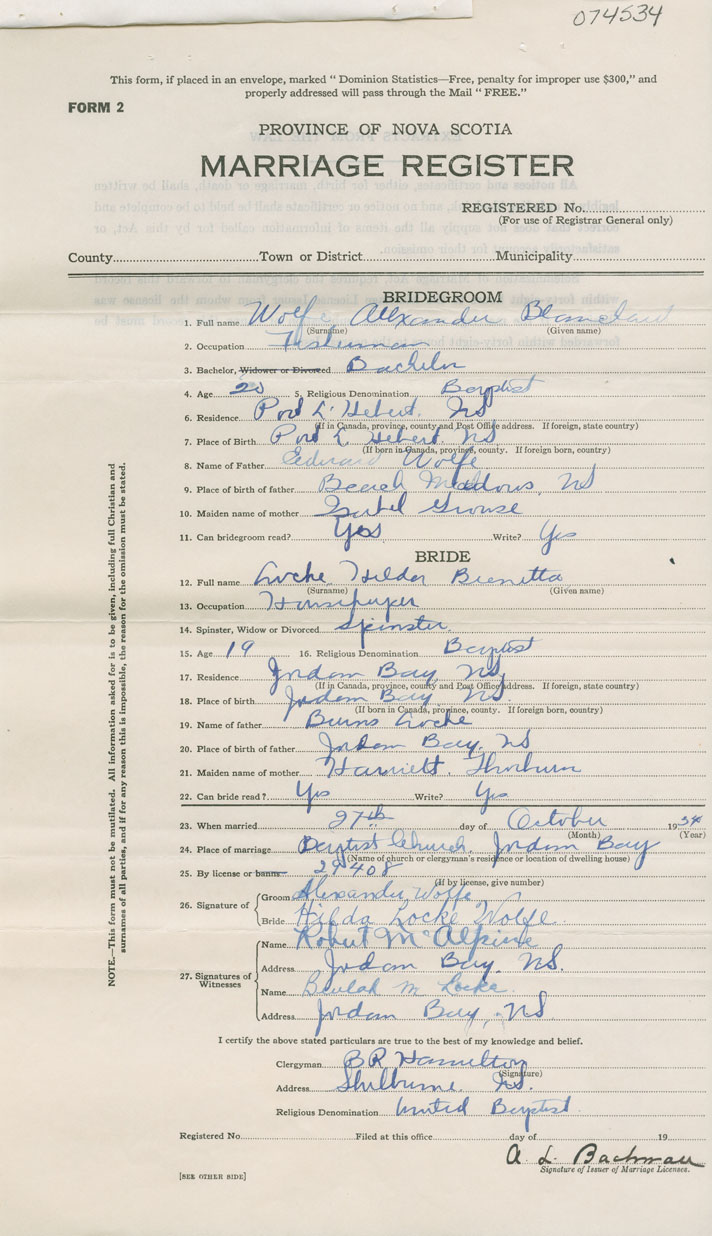 074534
This form, if placed in an envelope, marked “ Dominion Statistics—Free, penalty for improper use $300,” and
properly addressed will pass through the Mail “ FREE.”
FORM 2
PROVINCE OF NOVA SCOTIA
MARRIAGE REGISTER
REGISTERED No.
(For use of Registrar General only)
County Town or District Municipality
BRIDEGROOM
1. Full name Wolfe Alexander
(Surname) (Given name)
2. Occupation Fisherman
3. Bachelor, Widower or Divorced Bachelor
4. Age 20 5. Religious Denomination Baptist
6. Residence Port L'Hebert, NS
(If in Canada, province, county and Post Office address. If foreign, state country)
7. Place of Birth Port L Hebert, NS
(If born in Canada, province, county. If foreign born, country)
8. Name of Father Edward Wolfe
9. Place of birth of father Beach Meadows, NS
10. Maiden name of mother Isabel
11. Can bridegroom read? Yes Write? Yes
BRIDE
12. Full name Locke Hilda
(Surname) (Given name)
13. Occupation Housekeeper
14. Spinster, Widow or Divorced Spinster
15. Age 19 16. Religious Denomination Baptist
17. Residence Jordan Bay, NS
(If in Canada, province, county and Post Office address. If foreign, state country)
18. Place of birth Jordan Bay NS.
(If born in Canada, province, county. If foreign born, country)
19. Name of father Burns Locke
20. Place of birth of father Jordan Bay, NS
21. Maiden name of mother Harriett Thorburn
22. Can bride read? Yes Write? Yes
23. When married 27th day of October 1934
(Month) (Year)
24. Place of marriage Baptist Church, Jordan Bay
(Name of church or clergyman's residence or location of dwelling house)
25. By license or banns 29408
(If by license, give number)
26. Signature of Groom Alexander Wolfe
Bride Hilda Locke Wolfe
27. Signatures of Witnesses Name Robert McAlpine
Address Jordan Bay, NS.
Name Beulah M Locke
Address Jordan Bay, NS
I certify the above stated particulars are true to the best of my knowledge and belief.
Clergyman BR Hamilton
(Signature)
Address Shelburne NS.
Religious Denomination United Baptist
Registered No. Filed at this office day of 19
A. L. Bachman
Signature of Issuer of Marriage Licenses.
[SEE OTHER SIDE]
NOTE.—This form must not be mutilated. All information asked for is to be given, including full Christian and
surnames of all parties, and if for any reason this is impossible, the reason for the omission must be stated.